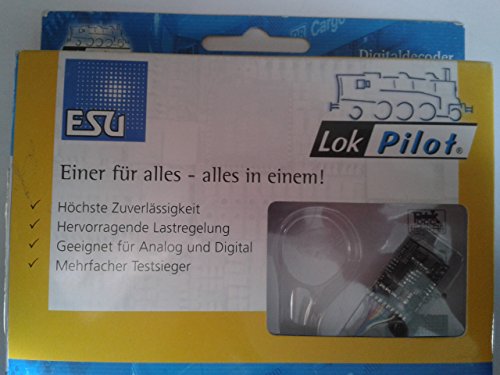 Cargo
Digitaldecoder
ESU
Lok Pilot®
Einer für alles - alles in einem!
✓ Höchste Zuverlässigkeit
✓ Hervorragende Lastregelung
✓ Geeignet für Analog und Digital
✓ Mehrfacher Testsieger